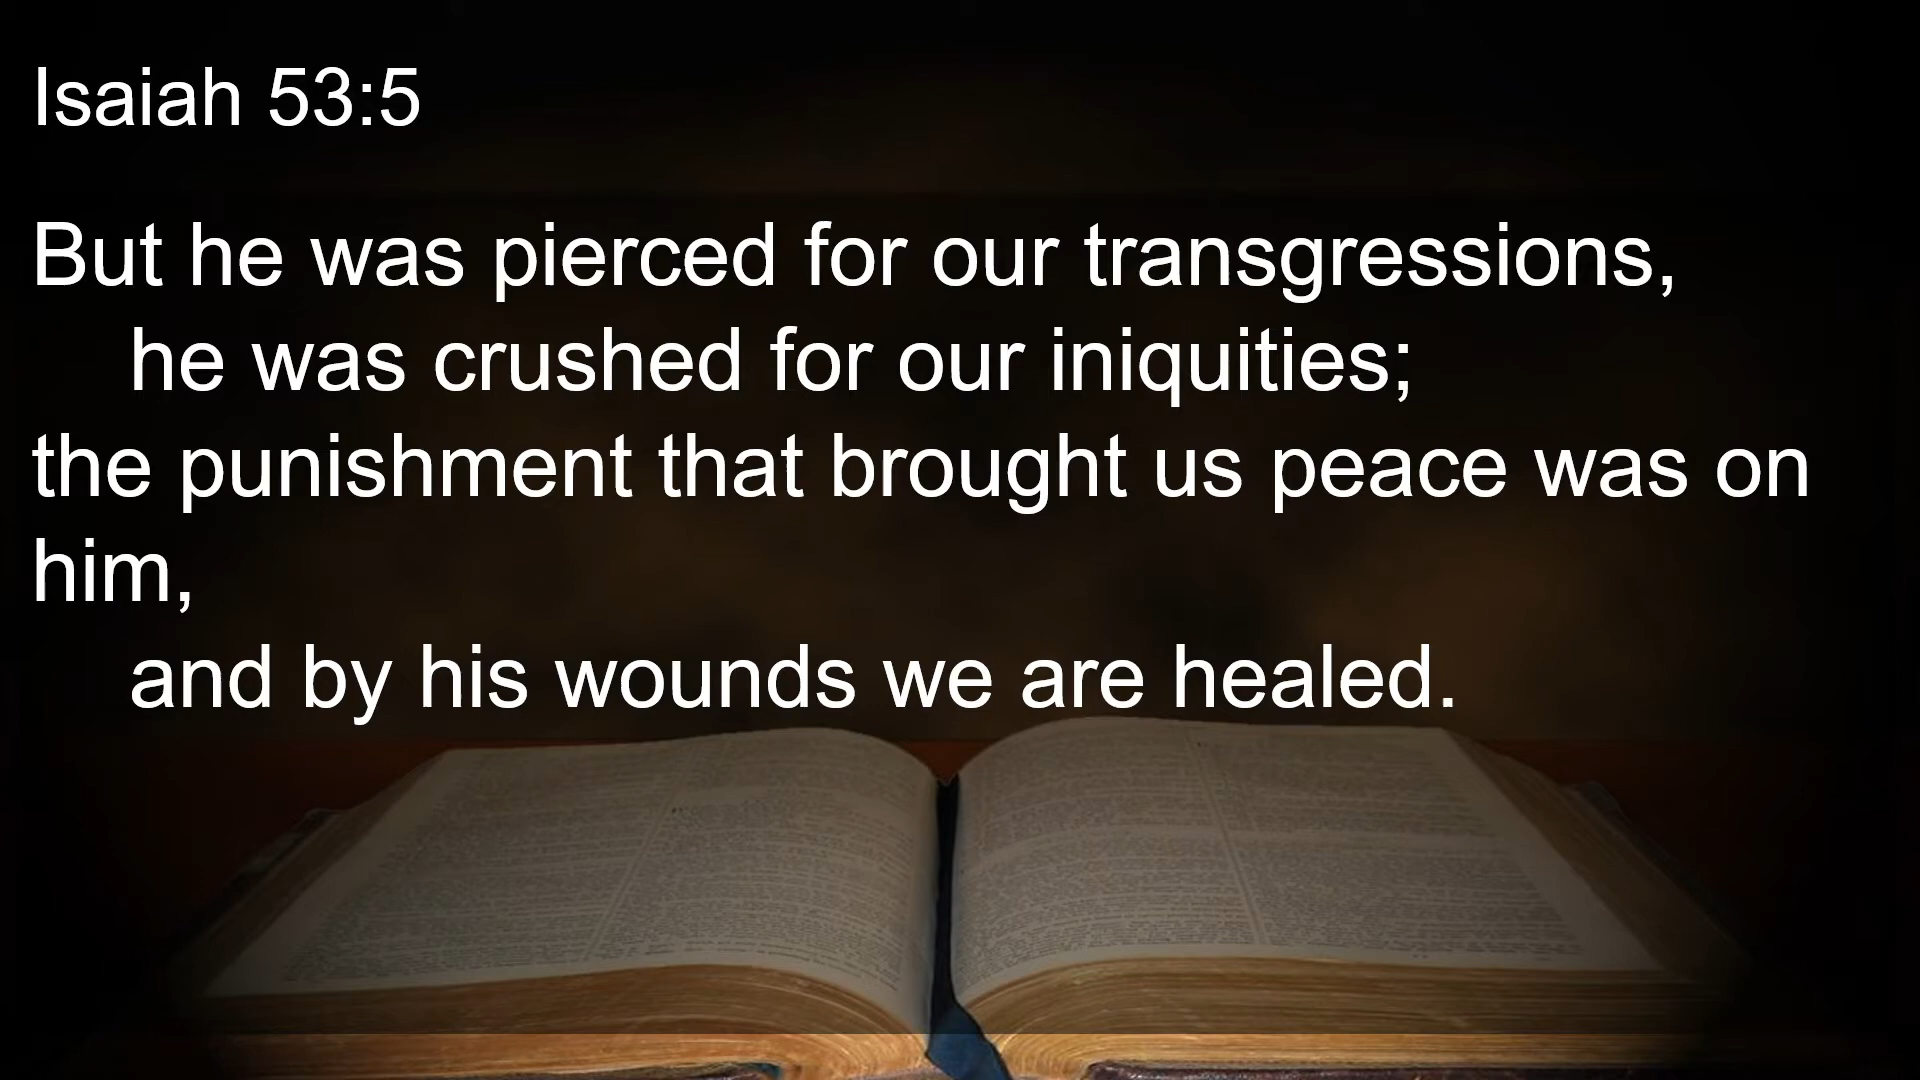 Isaiah 53:5
But he was pierced for our transgressions,
he was crushed for our iniquities;
the punishment that brought us peace was on
him,
and by his wounds we are healed.